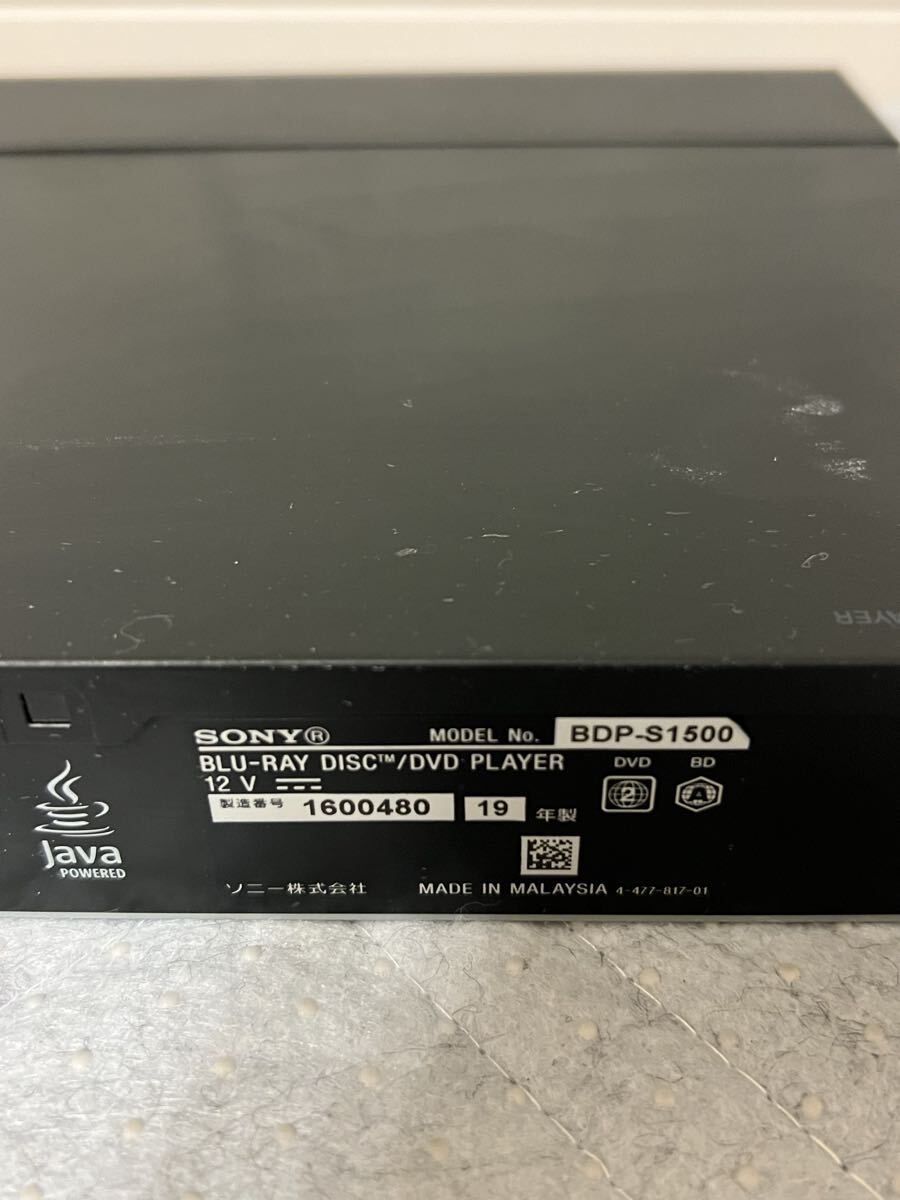 AYER
SONY® MODEL No. BDP-S1500
BLU-RAY DISC™/DVD PLAYER DVD BD
12 V 2 A
製造番号 1600480 19 年製
Java
POWERED
ソニー株式会社 MADE IN MALAYSIA 4-477-817-01